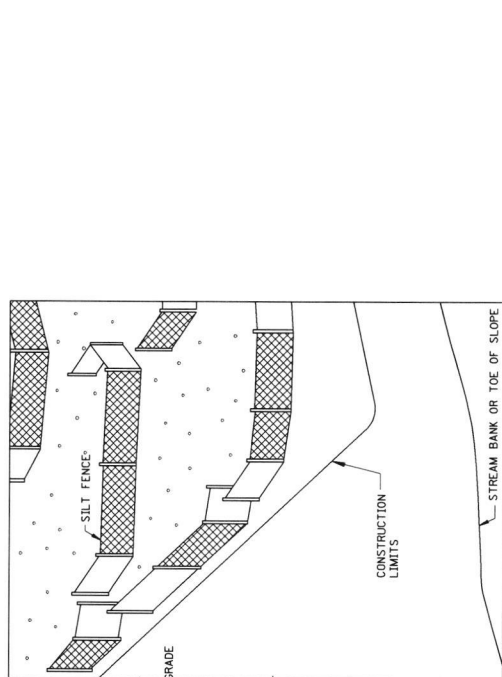 SILT FENCE
CONSTRUCTION
LIMITS
STREAM BANK OR TOE OF SLOPE